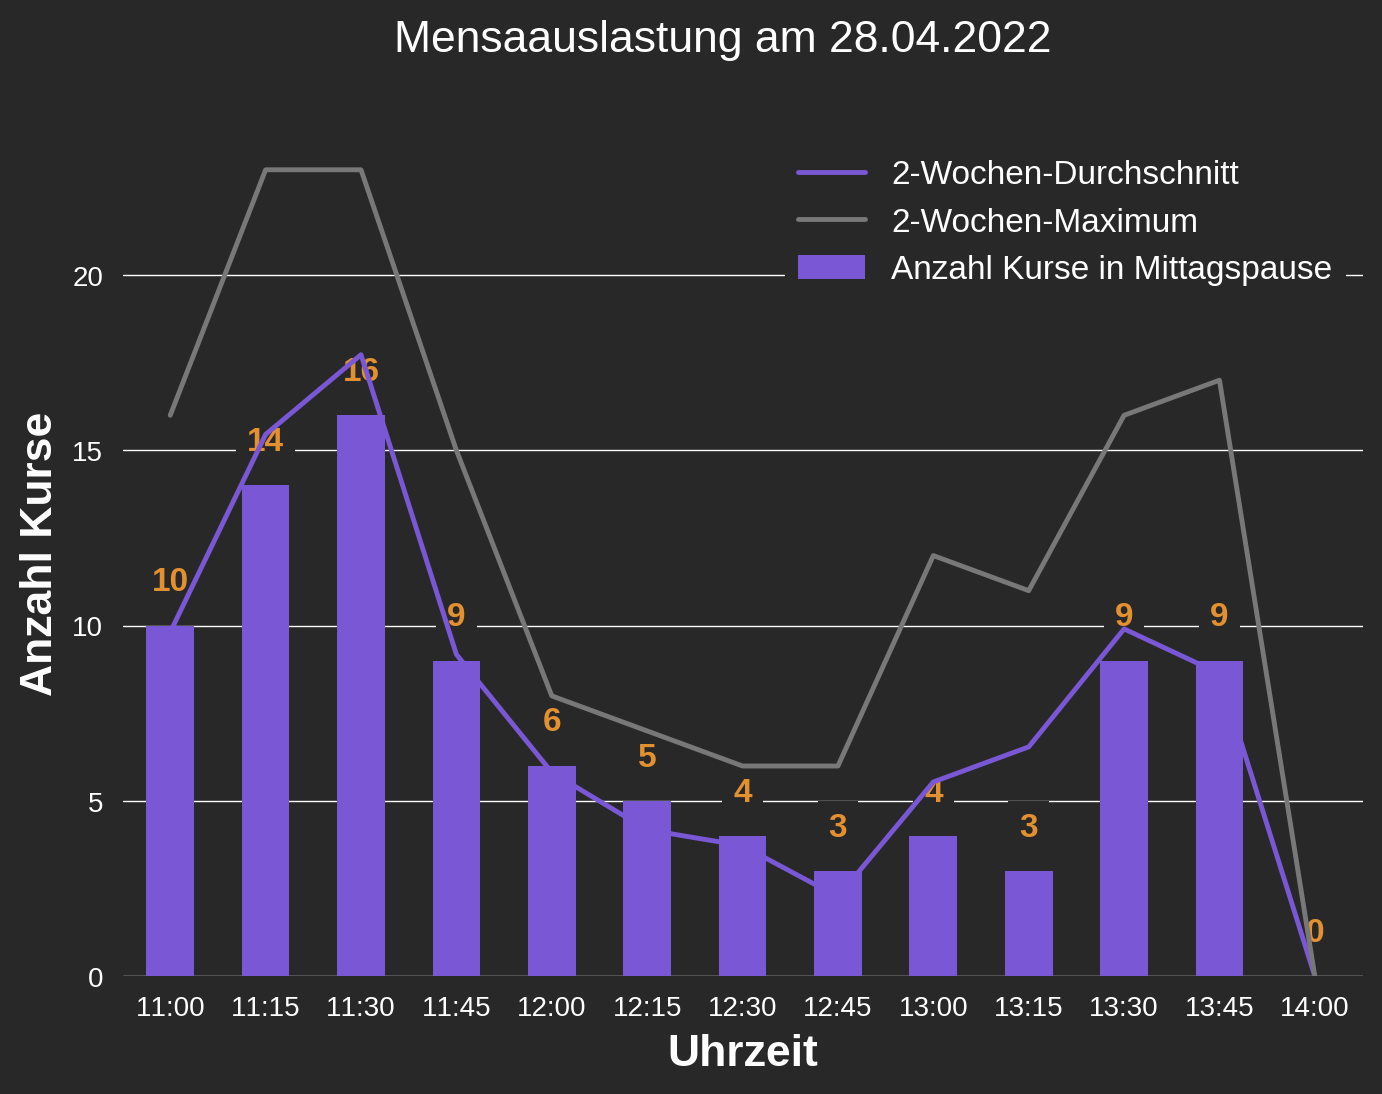 Mensaauslastung am 28.04.2022
2-Wochen-Durchschnitt
2-Wochen-Maximum
Anzahl Kurse in Mittagspause
Anzahl Kurse
20
15
10
5
0
10
14
16
9
6
5
4
3
4
3
9
9
0
11:00 11:15 11:30 11:45 12:00 12:15 12:30 12:45 13:00 13:15 13:30 13:45 14:00
Uhrzeit